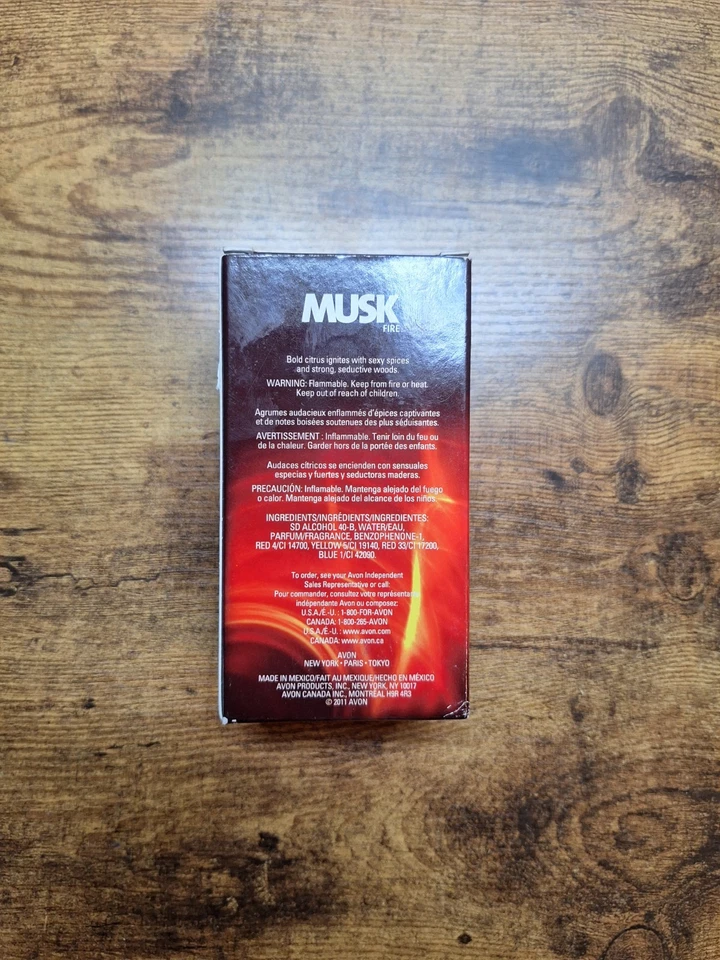 MUSK
FIRE
Bold citrus ignites with sexy spices
and strong, seductive woods.
WARNING: Flammable. Keep from fire or heat.
Keep out of reach of children.
Agrumes audacieux enflammés d'épices captivantes
et de notes boisées soutenues des plus séduisantes.
AVERTISSEMENT : Inflammable. Tenir loin du feu ou
de la chaleur. Garder hors de la portée des enfants.
Audaces cítricos se encienden con sensuales
especias y fuertes y seductoras maderas.
PRECAUCIÓN: Inflamable. Mantenga alejado del fuego
o calor. Mantenga alejado del alcance de los niños.
INGREDIENTS/INGRÉDIENTS/INGREDIENTES:
SD ALCOHOL 40-B, WATER/EAU,
PARFUM/FRAGRANCE, BENZOPHENONE-1,
RED 4/CI 14700, YELLOW 5/CI 19140, RED 33/CI 17200,
BLUE 1/CI 42090.
To order, see your Avon Independent
Sales Representative or call:
Pour commander, consultez votre représentante
indépendante Avon ou composez:
U.S.A./É.-U. : 1-800-FOR-AVON
CANADA: 1-800-265-AVON
U.S.A./É.-U. : www.avon.com
CANADA: www.avon.ca
AVON
NEW YORK • PARIS • TOKYO
MADE IN MEXICO/FAIT AU MEXIQUE/HECHO EN MÉXICO
AVON PRODUCTS, INC., NEW YORK, NY 10017
AVON CANADA INC., MONTRÉAL H9R 4R3
© 2011 AVON